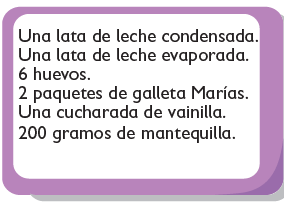 Una lata de leche condensada.
Una lata de leche evaporada.
6 huevos.
2 paquetes de galleta Marías.
Una cucharada de vainilla.
200 gramos de mantequilla.